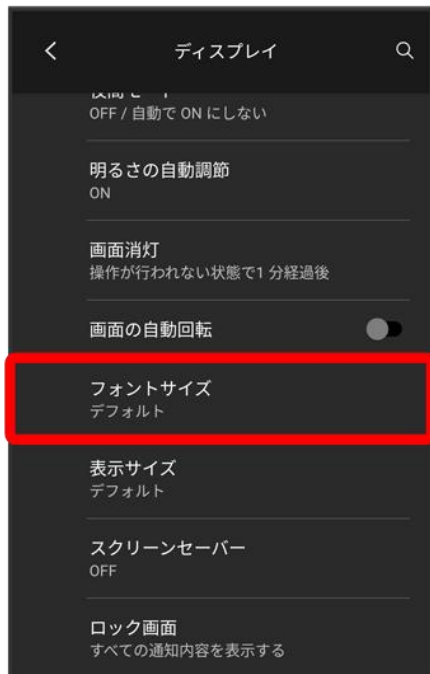 ディスプレイ
OFF / 自動で ON にしない
明るさの自動調節
ON
画面消灯
操作が行われない状態で1 分経過後
画面の自動回転
フォントサイズ
デフォルト
表示サイズ
デフォルト
スクリーンセーバー
OFF
ロック画面
すべての通知内容を表示する